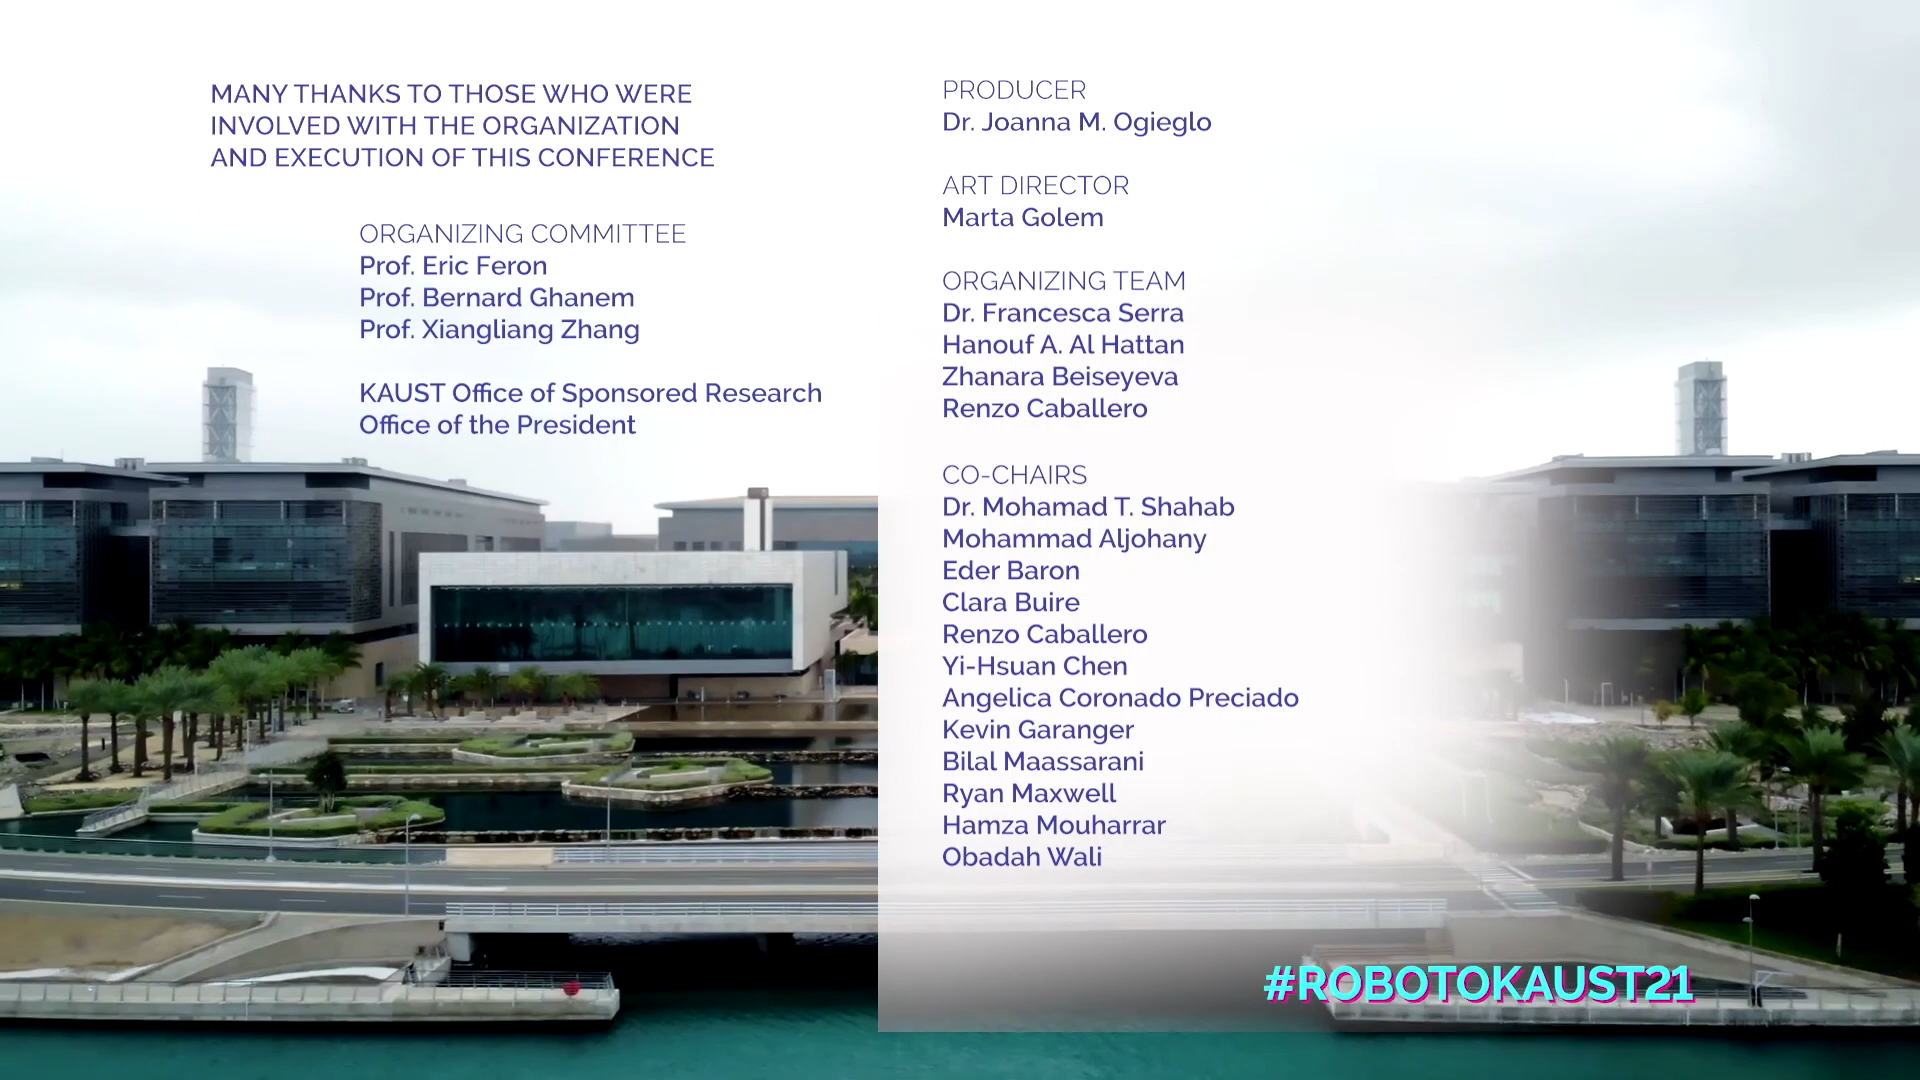 MANY THANKS TO THOSE WHO WERE
INVOLVED WITH THE ORGANIZATION
AND EXECUTION OF THIS CONFERENCE
ORGANIZING COMMITTEE
Prof. Eric Feron
Prof. Bernard Ghanem
Prof. Xiangliang Zhang
KAUST Office of Sponsored Research
Office of the President
PRODUCER
Dr. Joanna M. Ogieglo
ART DIRECTOR
Marta Golem
ORGANIZING TEAM
Dr. Francesca Serra
Hanouf A. Al Hattan
Zhanara Beiseyeva
Renzo Caballero
CO-CHAIRS
Dr. Mohamad T. Shahab
Mohammad Aljohany
Eder Baron
Clara Buire
Renzo Caballero
Yi-Hsuan Chen
Angelica Coronado Preciado
Kevin Garanger
Bilal Maassarani
Ryan Maxwell
Hamza Mouharrar
Obadah Wali
#ROBOTOKAUST21